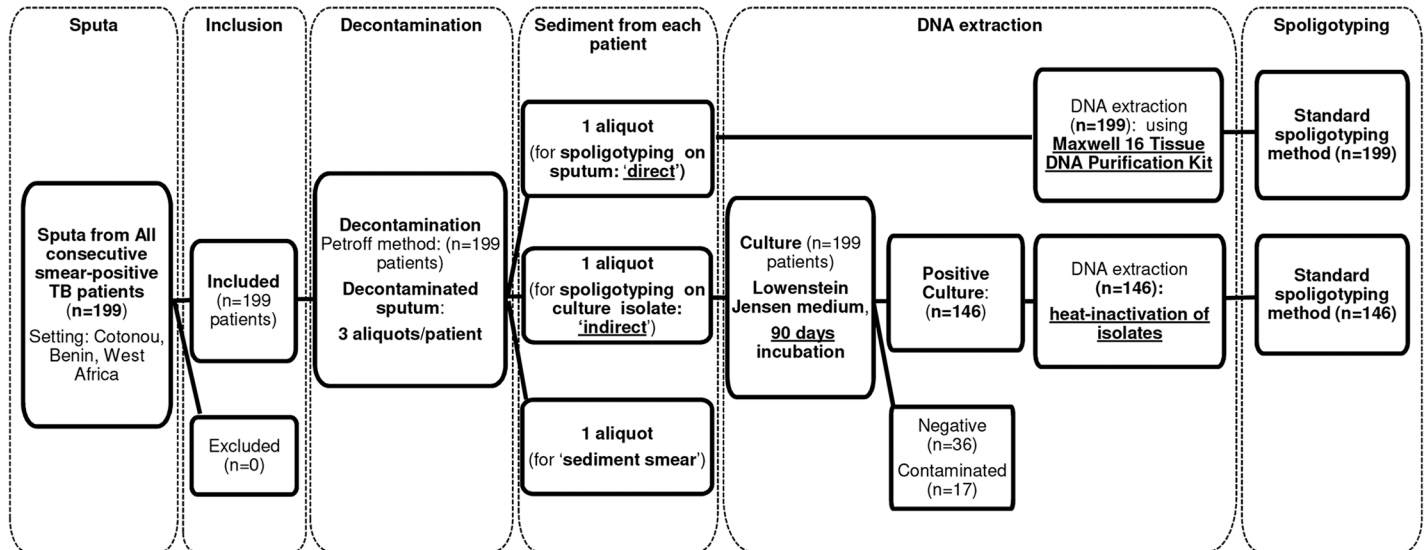 Sputa
Inclusion
Decontamination
Sediment from each
patient
DNA extraction
Spoligotyping
Sputa from All
consecutive
smear-positive
TB patients
(n=199)
Setting: Cotonou,
Benin, West
Africa
Included
(n=199
patients)
Excluded
(n=0)
Decontamination
Petroff method: (n=199
patients)
Decontaminated
sputum:
3 aliquots/patient
1 aliquot
(for spoligotyping on
sputum: ‘direct’)
1 aliquot
(for spoligotyping on
culture isolate:
‘indirect’)
1 aliquot
(for ‘sediment smear’)
Culture (n=199
patients)
Lowenstein
Jensen medium,
90 days
incubation
Positive
Culture:
(n=146)
Negative
(n=36)
Contaminated
(n=17)
DNA extraction
(n=199): using
Maxwell 16 Tissue
DNA Purification Kit
DNA extraction
(n=146):
heat-inactivation of
isolates
Standard
spoligotyping
method (n=199)
Standard
spoligotyping
method (n=146)